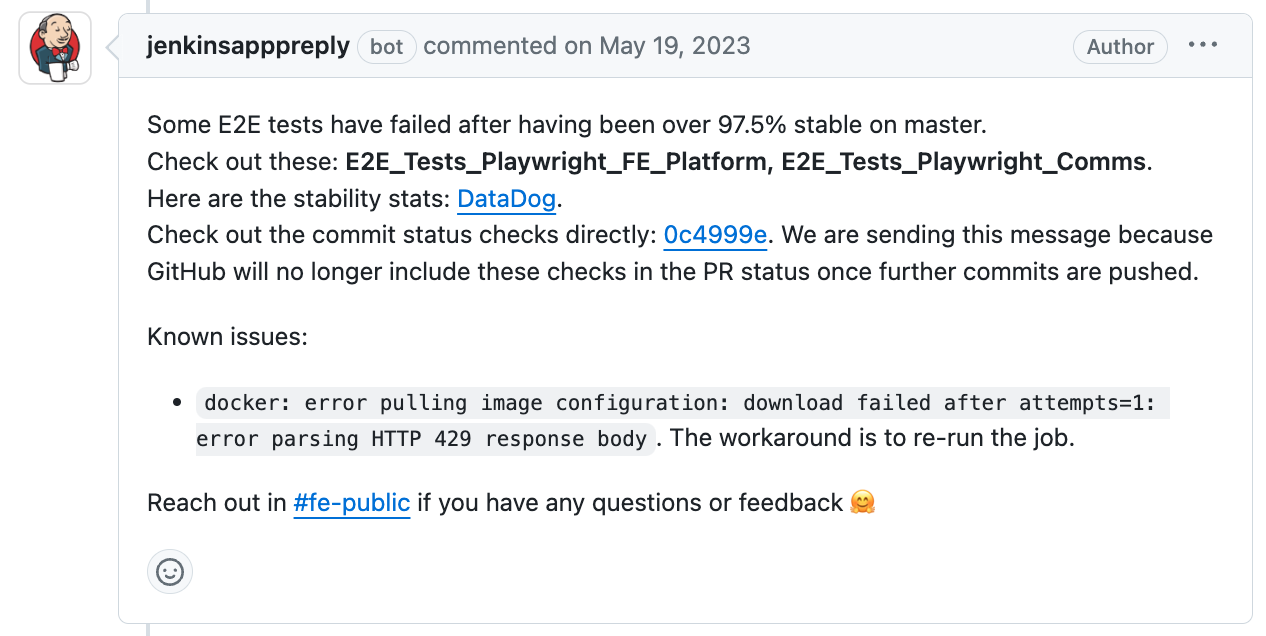 jenkinsapppreply bot commented on May 19, 2023 Author
Some E2E tests have failed after having been over 97.5% stable on master.
Check out these: E2E_Tests_Playwright_FE_Platform, E2E_Tests_Playwright_Comms.
Here are the stability stats: DataDog.
Check out the commit status checks directly: 0c4999e. We are sending this message because
GitHub will no longer include these checks in the PR status once further commits are pushed.
Known issues:
• docker: error pulling image configuration: download failed after attempts=1:
error parsing HTTP 429 response body. The workaround is to re-run the job.
Reach out in #fe-public if you have any questions or feedback 🤗